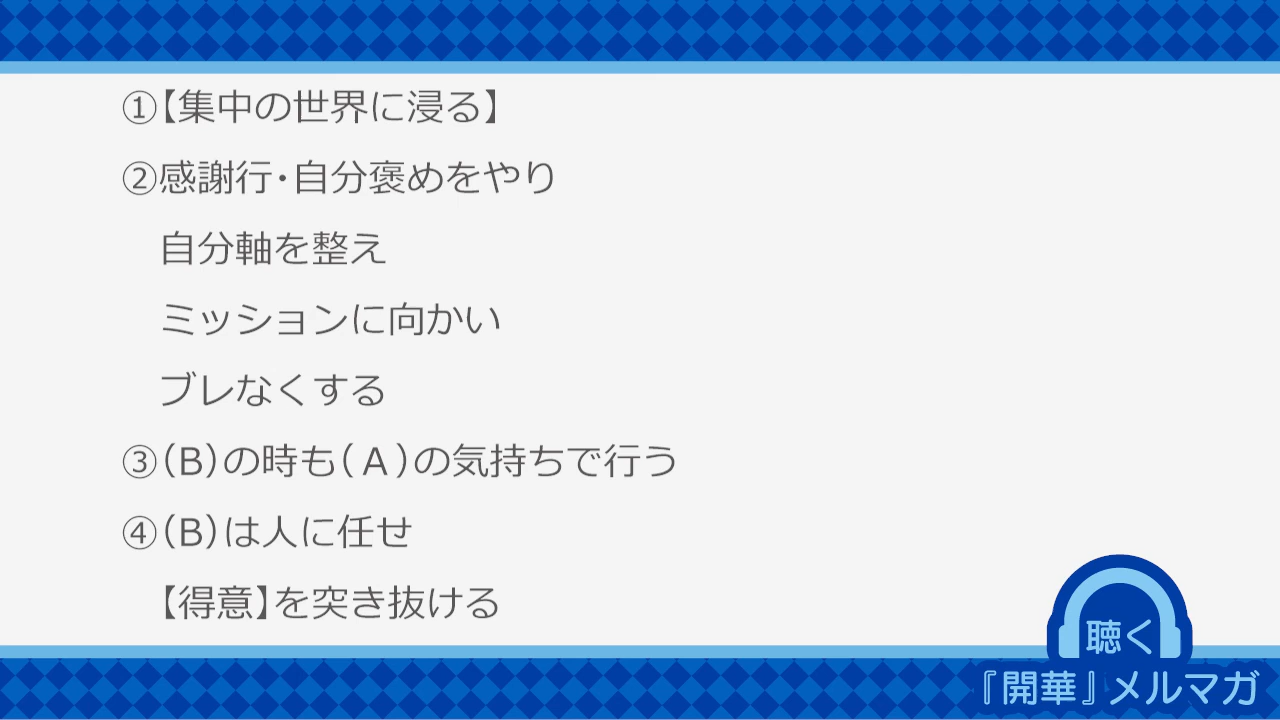 ①【集中の世界に浸る】
②感謝行・自分褒めをやり
自分軸を整え
ミッションに向かい
ブレなくする
③(B)の時も(A)の気持ちで行う
④(B)は人に任せ
【得意】を突き抜ける
聴く
『開華』メルマガ